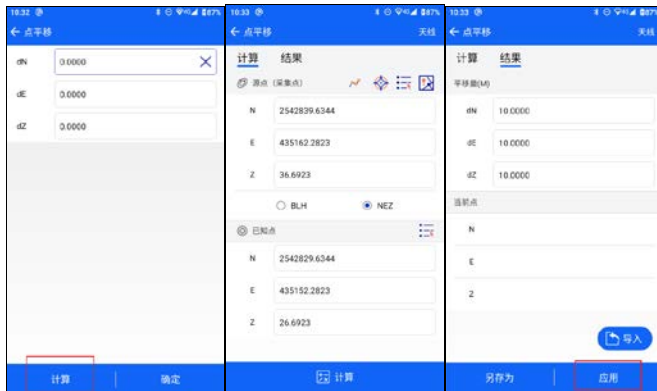 10:32
87%
← 点平移
dN 0.0000
dE 0.0000
dZ 0.0000
计算 确定
10:33
87%
← 点平移 天线
计算 结果
源点 (采集点)
N 2542839.6344
E 435162.2823
Z 36.6923
BLH NEZ
已知点
N 2542829.6344
E 435152.2823
Z 26.6923
计算
10:33
87%
← 点平移 天线
计算 结果
平移量(M)
dN 10.0000
dE 10.0000
dZ 10.0000
当前点
N
E
Z
导入
另存为 应用